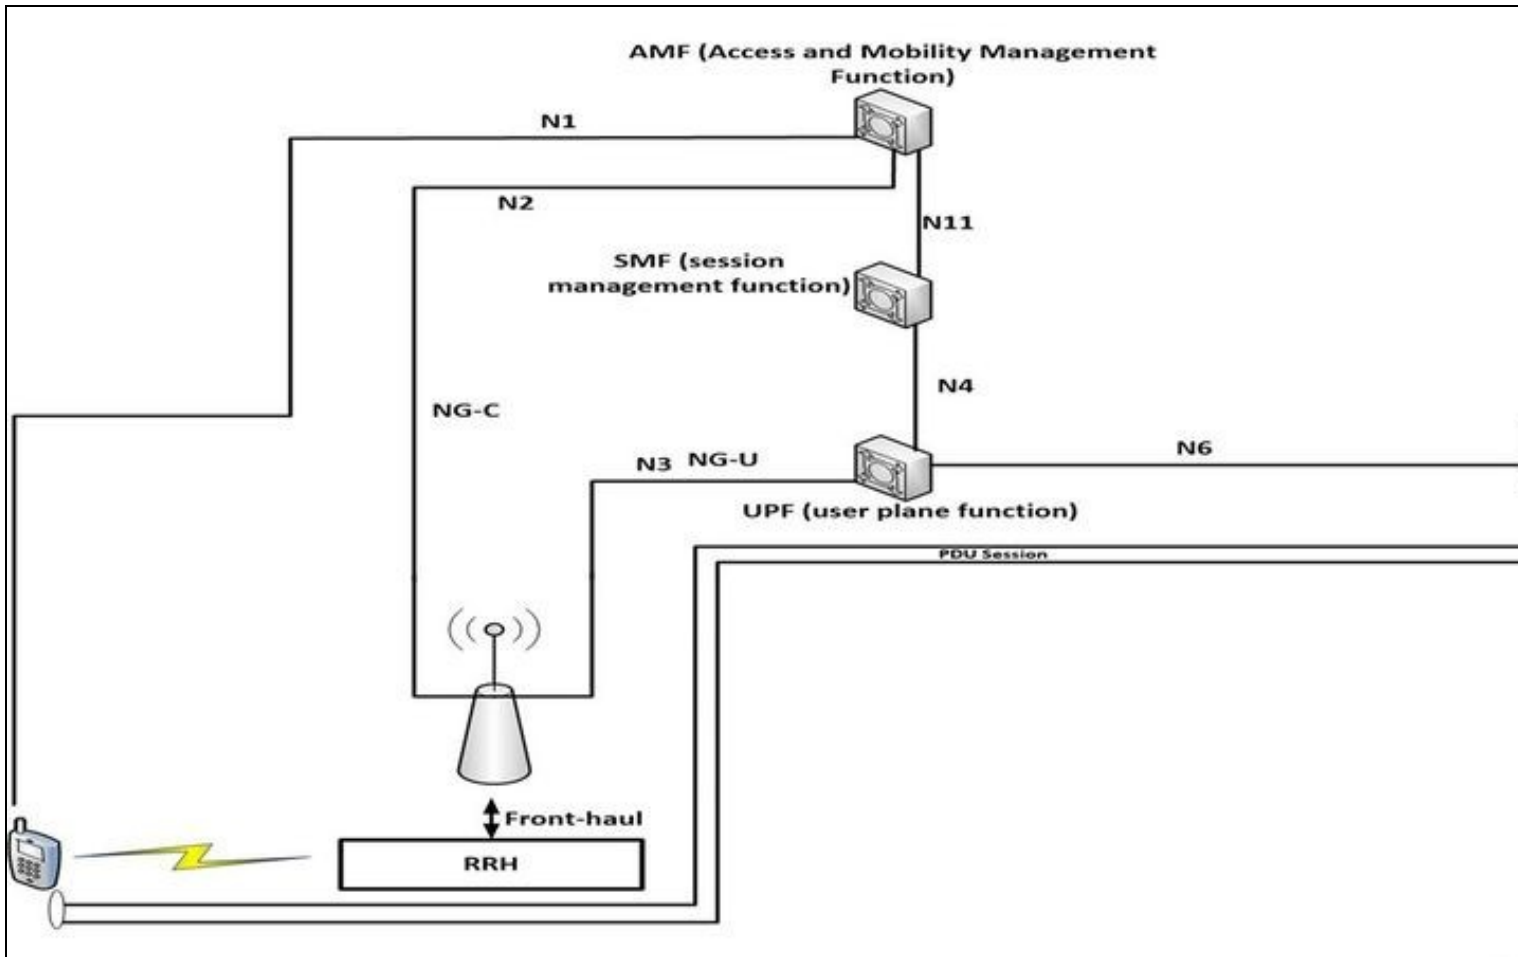 AMF (Access and Mobility Management
Function)
N1
N2
N11
SMF (session
management function)
N4
NG-C
N3 NG-U
N6
UPF (user plane function)
PDU Session
Front-haul
RRH